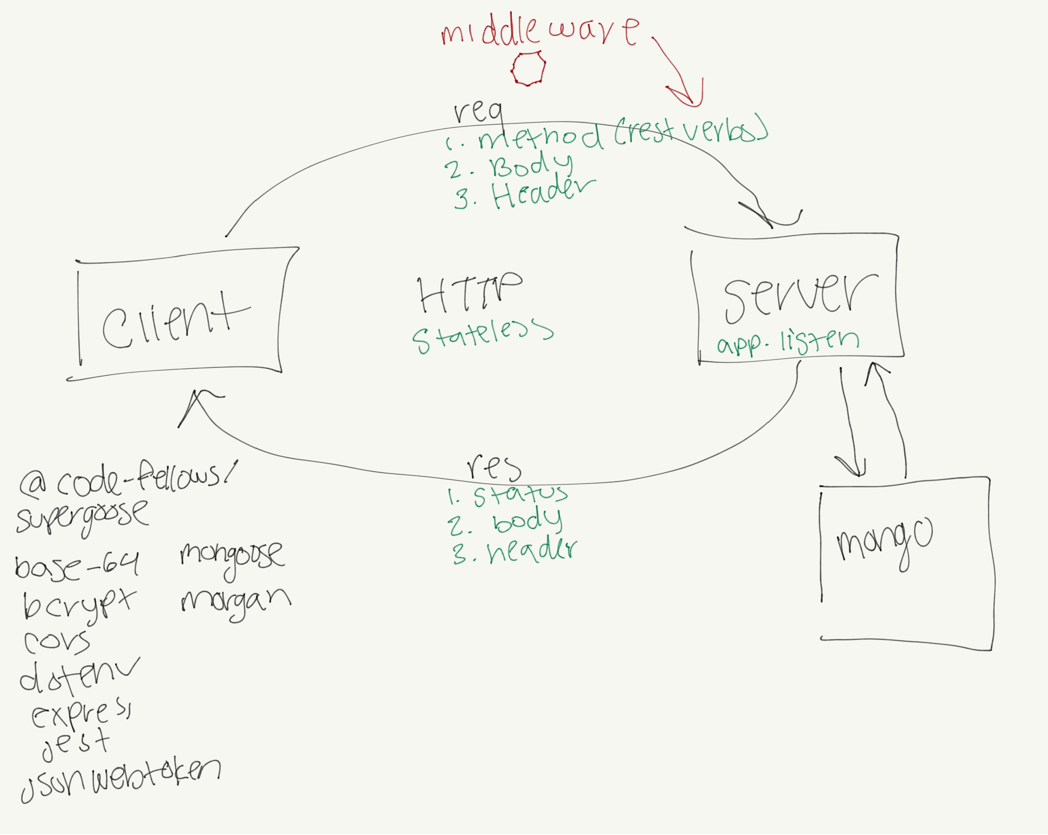 middleware
req
1. method (rest verbs)
2. Body
3. Header
client
HTTP
stateless
server
app.listen
res
1. status
2. body
3. header
mongo
@code-fellows/
supergoose
base-64 mongoose
bcrypt morgan
cors
dotenv
express
jest
jsonwebtoken